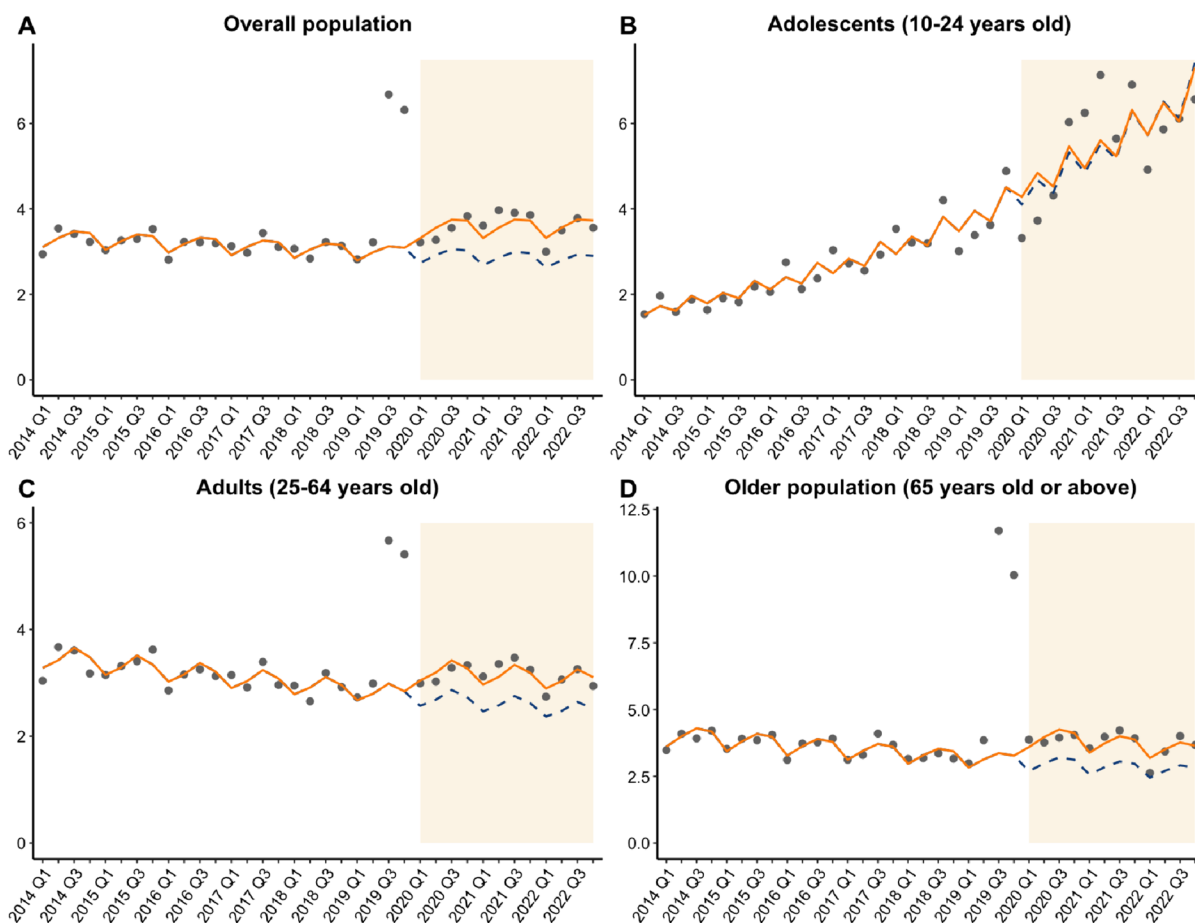 A Overall population
6
4
2
0
2014 Q1
2014 Q3
2015 Q1
2015 Q3
2016 Q1
2016 Q3
2017 Q1
2017 Q3
2018 Q1
2018 Q3
2019 Q1
2019 Q3
2020 Q1
2020 Q3
2021 Q1
2021 Q3
2022 Q1
2022 Q3
B Adolescents (10-24 years old)
6
4
2
0
2014 Q1
2014 Q3
2015 Q1
2015 Q3
2016 Q1
2016 Q3
2017 Q1
2017 Q3
2018 Q1
2018 Q3
2019 Q1
2019 Q3
2020 Q1
2020 Q3
2021 Q1
2021 Q3
2022 Q1
2022 Q3
C Adults (25-64 years old)
6
4
2
0
2014 Q1
2014 Q3
2015 Q1
2015 Q3
2016 Q1
2016 Q3
2017 Q1
2017 Q3
2018 Q1
2018 Q3
2019 Q1
2019 Q3
2020 Q1
2020 Q3
2021 Q1
2021 Q3
2022 Q1
2022 Q3
D Older population (65 years old or above)
12.5
10.0
7.5
5.0
2.5
0.0
2014 Q1
2014 Q3
2015 Q1
2015 Q3
2016 Q1
2016 Q3
2017 Q1
2017 Q3
2018 Q1
2018 Q3
2019 Q1
2019 Q3
2020 Q1
2020 Q3
2021 Q1
2021 Q3
2022 Q1
2022 Q3